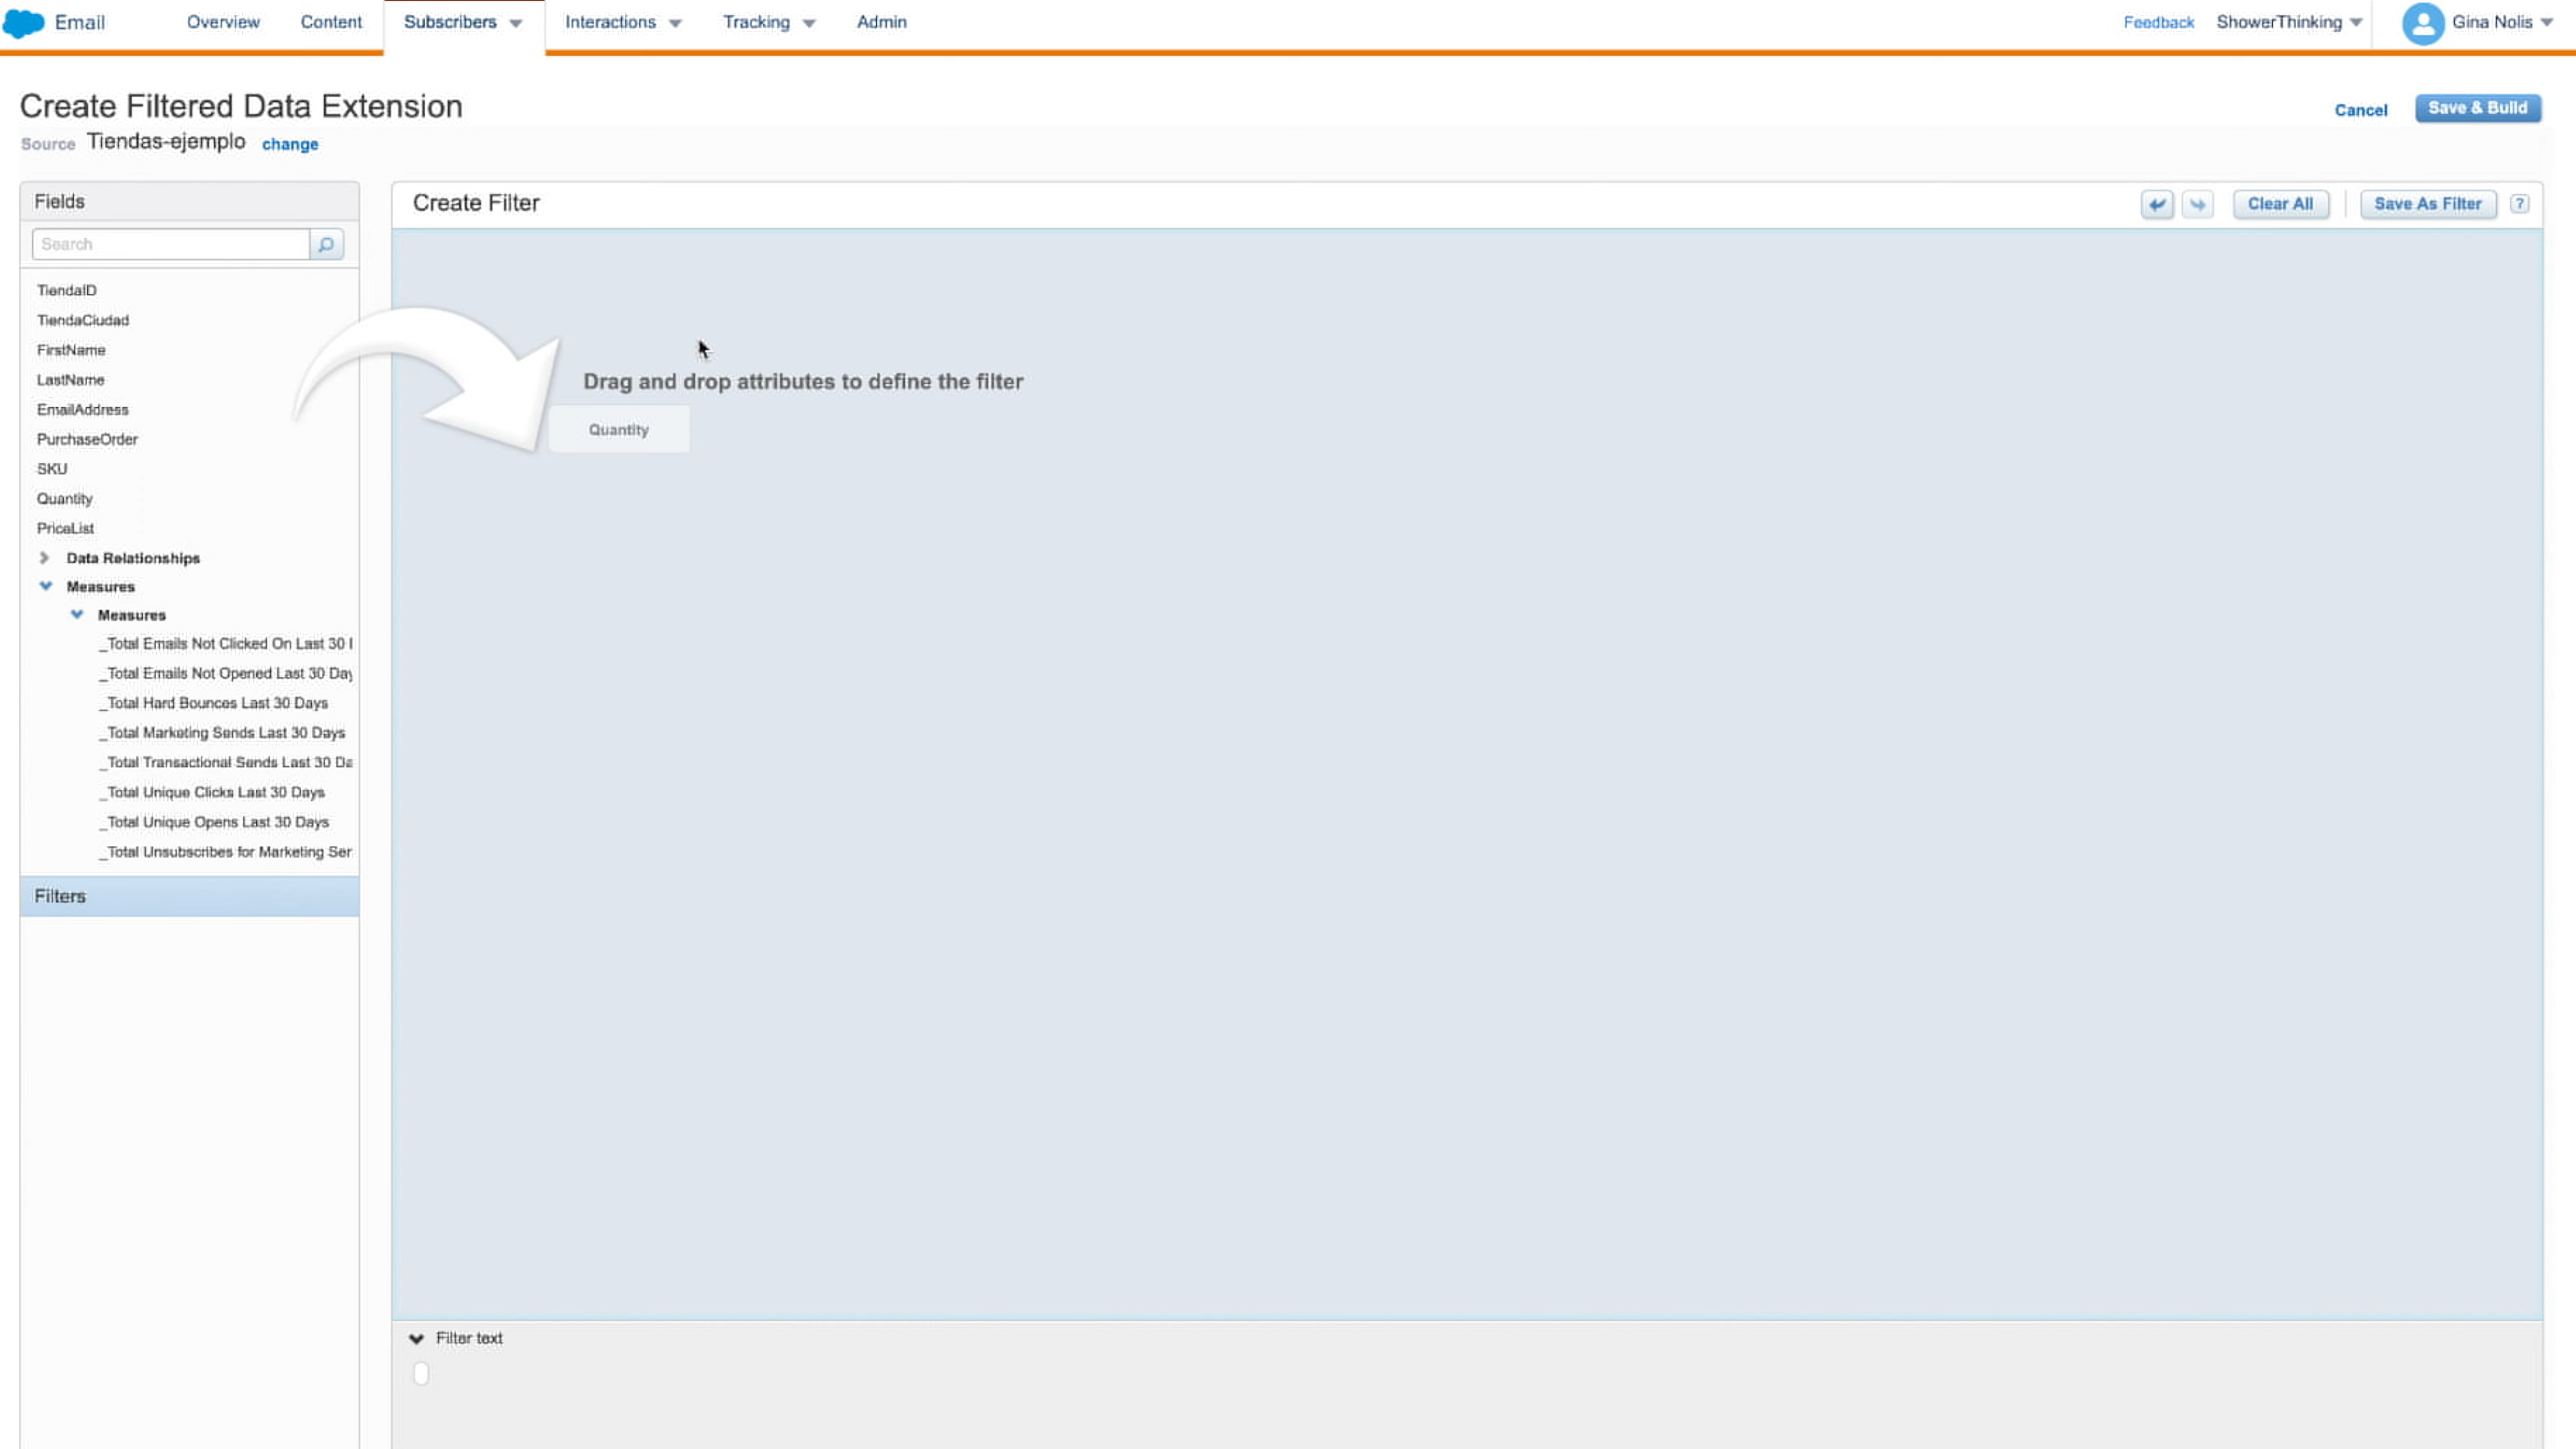 Email Overview Content Subscribers Interactions Tracking Admin Feedback ShowerThinking Gina Nolis
Create Filtered Data Extension
Cancel Save & Build
Source Tiendas-ejemplo change
Fields
Create Filter
Clear All Save As Filter ?
Search
TiendaID
TiendaCiudad
FirstName
LastName
EmailAddress
PurchaseOrder
SKU
Quantity
PriceList
Data Relationships
Measures
Measures
_Total Emails Not Clicked On Last 30
_Total Emails Not Opened Last 30 Day
_Total Hard Bounces Last 30 Days
_Total Marketing Sends Last 30 Days
_Total Transactional Sends Last 30 Da
_Total Unique Clicks Last 30 Days
_Total Unique Opens Last 30 Days
_Total Unsubscribes for Marketing Ser
Filters
Drag and drop attributes to define the filter
Quantity
Filter text